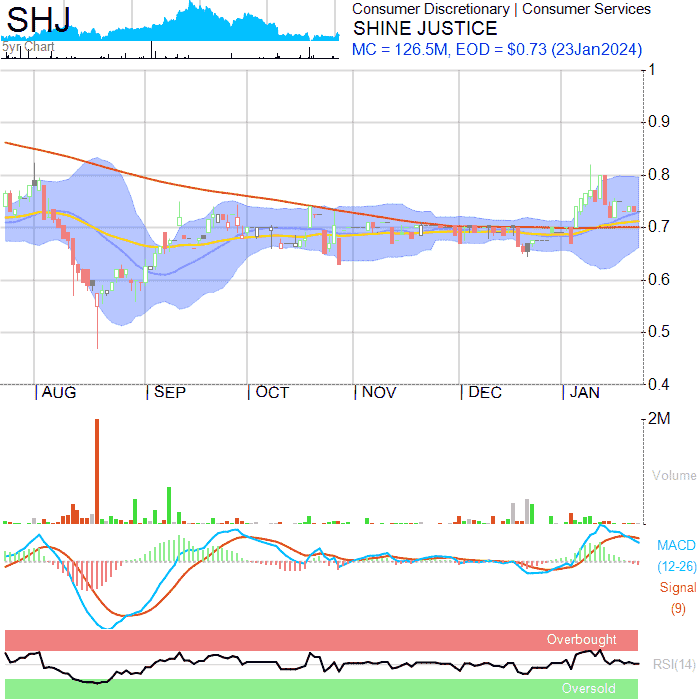 SHJ
5yr Chart
Consumer Discretionary | Consumer Services
SHINE JUSTICE
MC = 126.5M, EOD = $0.73 (23Jan2024)
1
0.9
0.8
0.7
0.6
0.5
0.4
| AUG | SEP | OCT | NOV | DEC | JAN
2M
Volume
MACD
(12-26)
Signal
(9)
Overbought
RSI(14)
Oversold